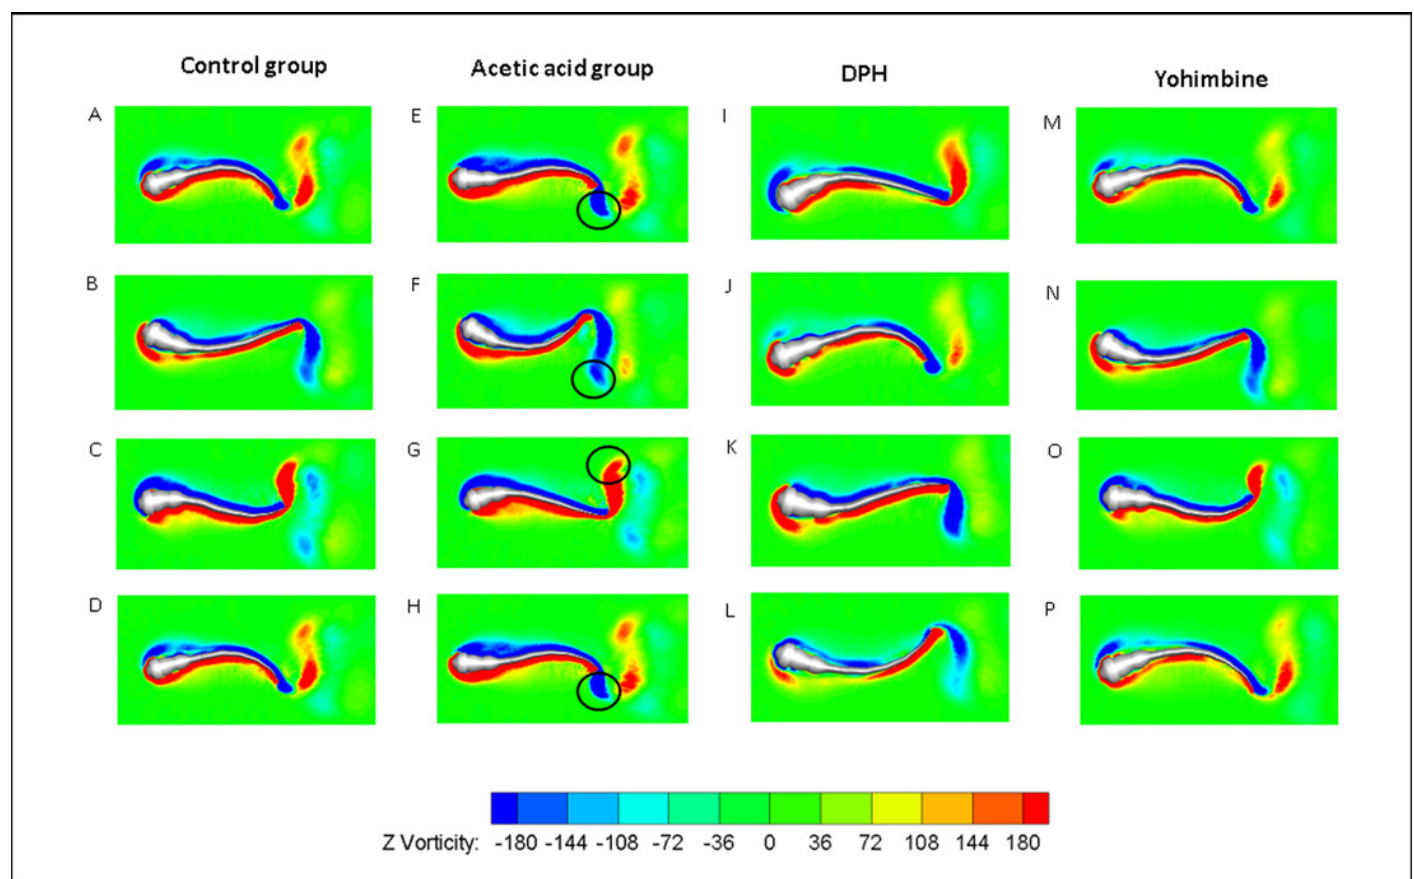 Control group
Acetic acid group
DPH
Yohimbine
A
E
I
M
B
F
J
N
C
G
K
O
D
H
L
P
Z Vorticity: -180 -144 -108 -72 -36 0 36 72 108 144 180